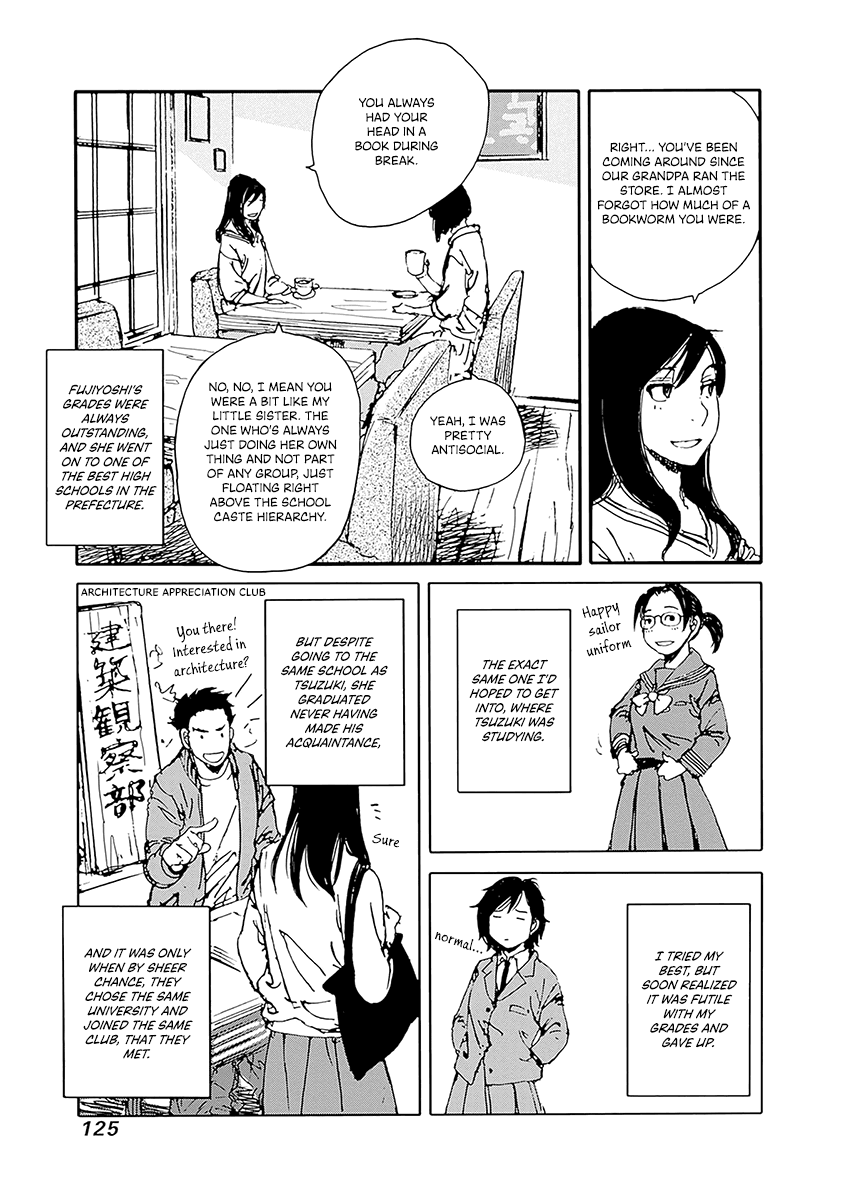 RIGHT... YOU'VE BEEN
COMING AROUND SINCE
OUR GRANDPA RAN THE
STORE. I ALMOST
FORGOT HOW MUCH OF A
BOOKWORM YOU WERE.
YOU ALWAYS
HAD YOUR
HEAD IN A
BOOK DURING
BREAK.
YEAH, I WAS
PRETTY
ANTISOCIAL.
NO, NO, I MEAN YOU
WERE A BIT LIKE MY
LITTLE SISTER. THE
ONE WHO'S ALWAYS
JUST DOING HER OWN
THING AND NOT PART
OF ANY GROUP, JUST
FLOATING RIGHT
ABOVE THE SCHOOL
CASTE HIERARCHY.
FUJIYOSHI'S
GRADES WERE
ALWAYS
OUTSTANDING,
AND SHE WENT
ON TO ONE OF
THE BEST HIGH
SCHOOLS IN THE
PREFECTURE.
Happy
sailor
uniform
THE EXACT
SAME ONE I'D
HOPED TO GET
INTO, WHERE
TSUZUKI WAS
STUDYING.
I TRIED MY
BEST, BUT
SOON REALIZED
IT WAS FUTILE
WITH MY
GRADES AND
GAVE UP.
normal...
BUT DESPITE
GOING TO THE
SAME SCHOOL AS
TSUZUKI, SHE
GRADUATED
NEVER HAVING
MADE HIS
ACQUAINTANCE,
ARCHITECTURE APPRECIATION CLUB
建築観察部
You there!
Interested in
architecture?
Sure
AND IT WAS ONLY
WHEN BY SHEER
CHANCE, THEY
CHOSE THE SAME
UNIVERSITY AND
JOINED THE SAME
CLUB, THAT THEY
MET.
125